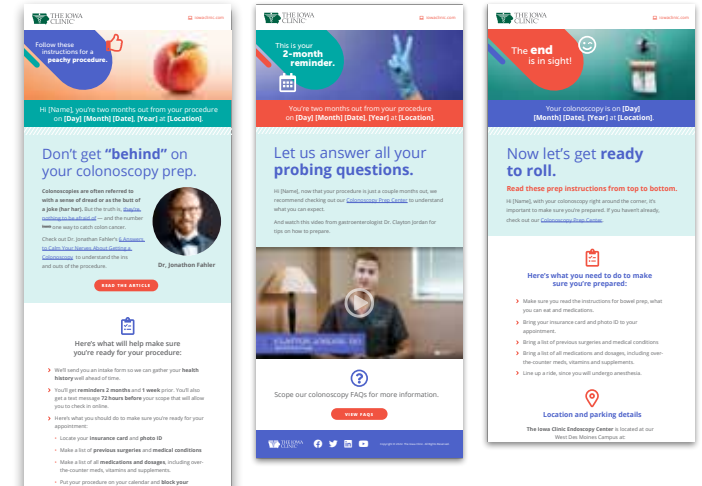 THE IOWA
CLINIC
iowaclinic.com
Follow these
instructions for a
peachy procedure.
Hi [Name], you're two months out from your procedure
on [Day] [Month] [Date], [Year] at [Location].
Don't get "behind" on
your colonoscopy prep.
Colonoscopies are often referred to
with a sense of dread or as the butt of
a joke (her har). But the truth is, they're
nothing to be afraid of — and the number
one way to catch colon cancer.
Check out Dr. Jonathan Fahler's 6 Answers
to Calm Your Nerves About Getting a
Colonoscopy to understand the ins
and outs of the procedure.
Dr, Jonathon Fahler
READ THE ARTICLE
Here's what will help make sure
you're ready for your procedure:
We'll send you an intake form so we can gather your health
history well ahead of time.
You'll get reminders 2 months and 1 week prior. You'll also
get a text message 72 hours before your scope that will allow
you to check in online.
Here's what you should do to make sure you're ready for your
appointment:
Locate your insurance card and photo ID
Make a list of previous surgeries and medical conditions
Make a list of all medications and dosages, including over-
the-counter meds, vitamins and supplements.
Put your procedure on your calendar and block your
THE IOWA
CLINIC
iowaclinic.com
This is your
2-month
reminder.
You're two months out from your procedure
on [Day] [Month] [Date], [Year] at [Location].
Let us answer all your
probing questions.
Hi [Name], now that your procedure is just a couple months out, we
recommend checking out our Colonoscopy Prep Center to understand
what you can expect.
And watch this video from gastroenterologist Dr. Clayton Jordan for
tips on how to prepare.
CLAYTON JORDAN, DO
Scope our colonoscopy FAQs for more information.
VIEW FAQS
THE IOWA
CLINIC
THE IOWA
CLINIC
iowaclinic.com
The end
is in sight!
Your colonoscopy is on [Day]
[Month] [Date], [Year] at [Location].
Now let's get ready
to roll.
Read these prep instructions from top to bottom.
Hi [Name], with your colonoscopy right around the corner, it's
important to make sure you're prepared. If you haven't already,
check out our Colonoscopy Prep Center.
Here's what you need to do to make
sure you're prepared:
Make sure you read the instructions for bowel prep, what
you can eat and medications.
Bring your insurance card and photo ID to your
appointment.
Bring a list of previous surgeries and medical conditions
Bring a list of all medications and dosages, including over-
the-counter meds, vitamins and supplements.
Line up a ride, since you will undergo anesthesia.
Location and parking details
The Iowa Clinic Endoscopy Center is located at our
West Des Moines Campus at: